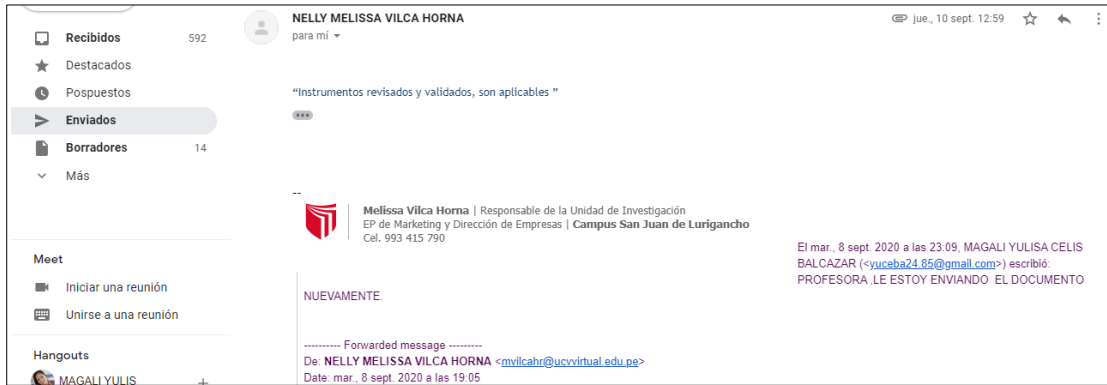 Recibidos 592
Destacados
Pospuestos
Enviados
Borradores 14
Más
Meet
Iniciar una reunión
Unirse a una reunión
Hangouts
MAGALI YULIS
NELLY MELISSA VILCA HORNA jue., 10 sept. 12:59
para mí
“Instrumentos revisados y validados, son aplicables ”
--
Melissa Vilca Horna | Responsable de la Unidad de Investigación
EP de Marketing y Dirección de Empresas | Campus San Juan de Lurigancho
Cel. 993 415 790
El mar., 8 sept. 2020 a las 23:09, MAGALI YULISA CELIS
BALCAZAR (<yuceba24.85@gmail.com>) escribió:
PROFESORA ,LE ESTOY ENVIANDO EL DOCUMENTO
NUEVAMENTE.
---------- Forwarded message ---------
De: NELLY MELISSA VILCA HORNA <mvilcahr@ucvvirtual.edu.pe>
Date: mar., 8 sept. 2020 a las 19:05